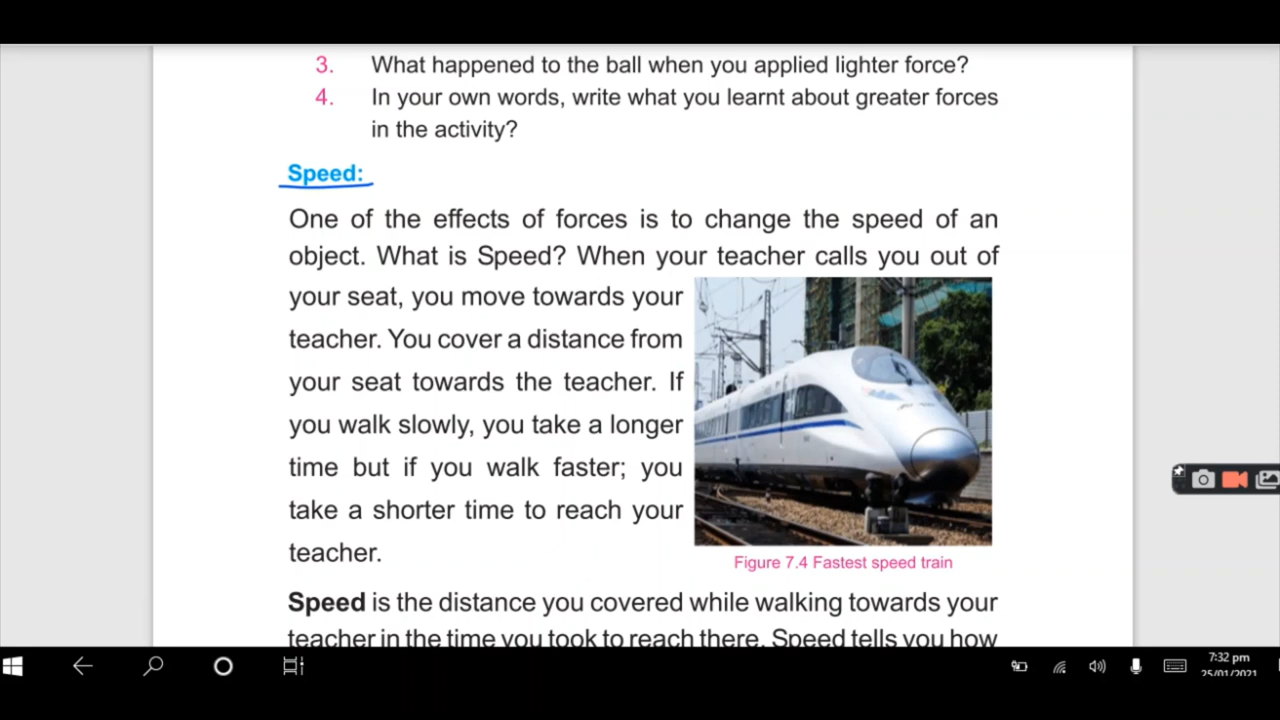 3. What happened to the ball when you applied lighter force?
4. In your own words, write what you learnt about greater forces
in the activity?
Speed:
One of the effects of forces is to change the speed of an
object. What is Speed? When your teacher calls you out of
your seat, you move towards your
teacher. You cover a distance from
your seat towards the teacher. If
you walk slowly, you take a longer
time but if you walk faster; you
take a shorter time to reach your
teacher.
Figure 7.4 Fastest speed train
Speed is the distance you covered while walking towards your
teacher in the time you took to reach there. Speed tells you how
7:32 pm
25/01/2021